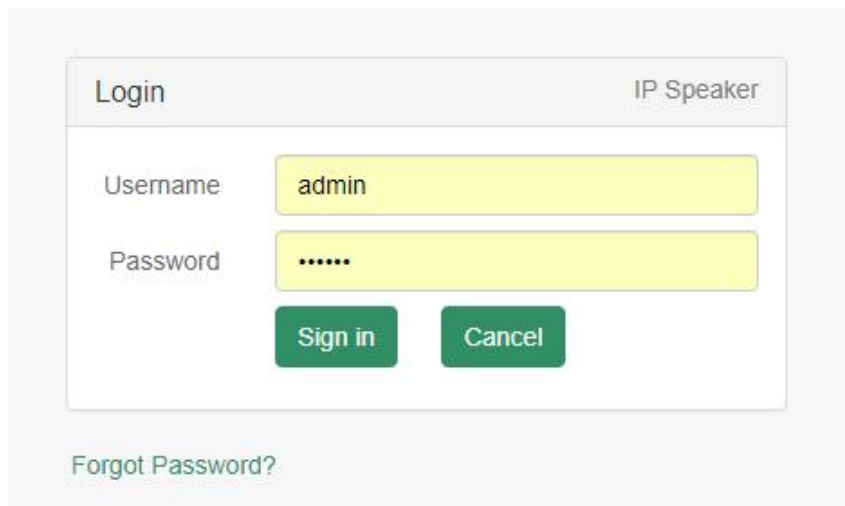 Login IP Speaker
Username admin
Password ••••••
Sign in Cancel
Forgot Password?